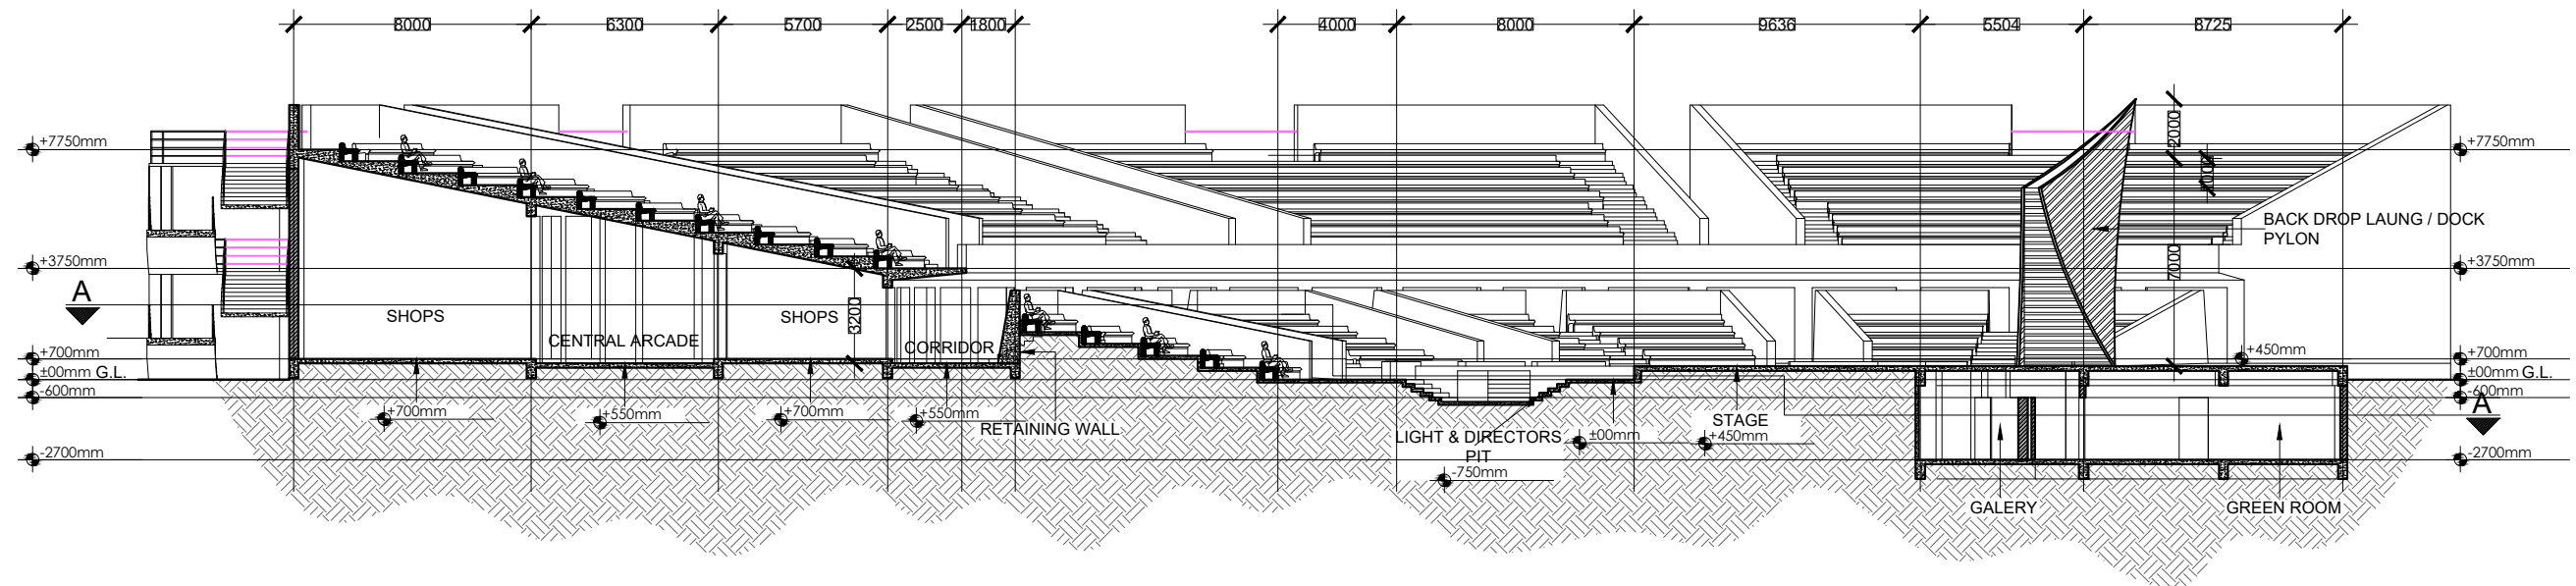 8000 6300 5700 2500 1800 4000 8000 9636 5504 8725
2000
+7750mm +7750mm
1000
BACK DROP LAUNG / DOCK
PYLON
+3750mm +3750mm
7000
A
SHOPS SHOPS
3200
CENTRAL ARCADE
CORRIDOR
+700mm +450mm +700mm
±00mm G.L. ±00mm G.L.
-600mm -600mm
A
+700mm +550mm +700mm +550mm
RETAINING WALL
STAGE
LIGHT & DIRECTORS
PIT
±00mm +450mm
-2700mm -2700mm
-750mm
GALERY GREEN ROOM